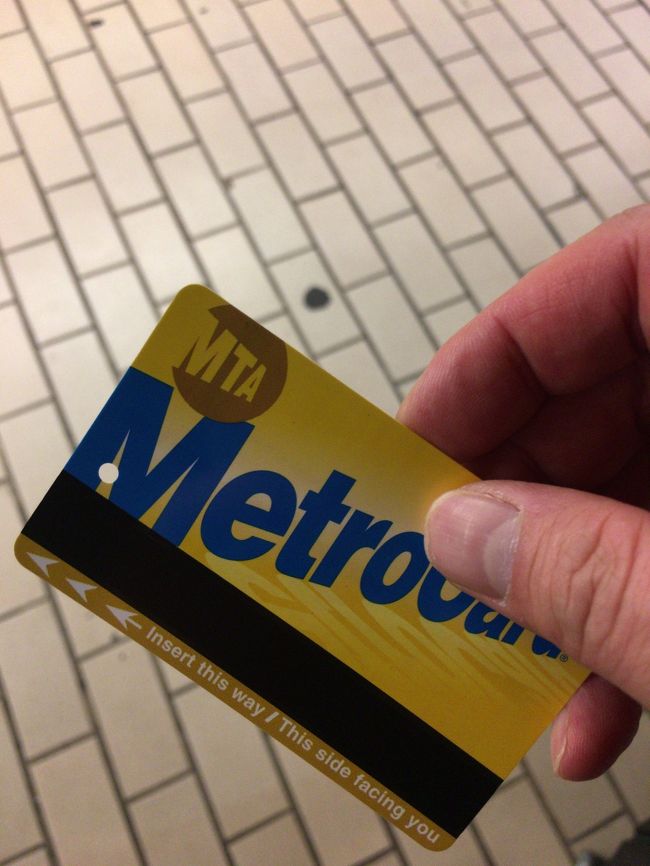 MTA
MetroCard®
Insert this way / This side facing you